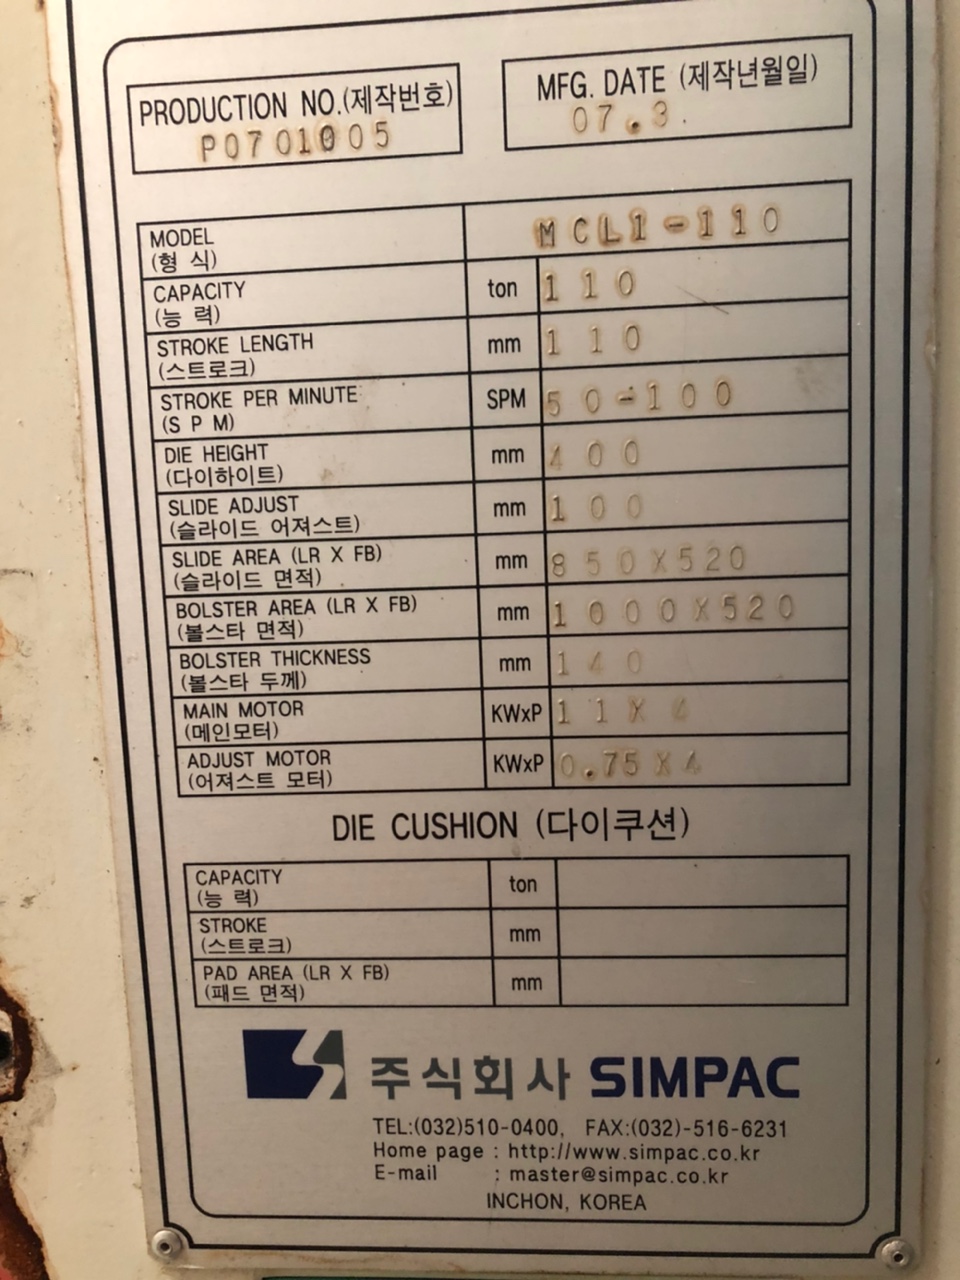 PRODUCTION NO.(제작번호)
P0701005
MFG. DATE (제작년월일)
07.3.
MODEL
(형 식)
MCL1-110
CAPACITY
(능 력)
ton
110
STROKE LENGTH
(스트로크)
mm
110
STROKE PER MINUTE
(S P M)
SPM
50-100
DIE HEIGHT
(다이하이트)
mm
400
SLIDE ADJUST
(슬라이드 어져스트)
mm
100
SLIDE AREA (LR X FB)
(슬라이드 면적)
mm
850X520
BOLSTER AREA (LR X FB)
(볼스타 면적)
mm
1000X520
BOLSTER THICKNESS
(볼스타 두께)
mm
140
MAIN MOTOR
(메인모터)
KWxP
11X4
ADJUST MOTOR
(어져스트 모터)
KWxP
0.75X4
DIE CUSHION (다이쿠션)
CAPACITY
(능 력)
ton
STROKE
(스트로크)
mm
PAD AREA (LR X FB)
(패드 면적)
mm
주식회사 SIMPAC
TEL:(032)510-0400, FAX:(032)-516-6231
Home page : http://www.simpac.co.kr
E-mail : master@simpac.co.kr
INCHON, KOREA